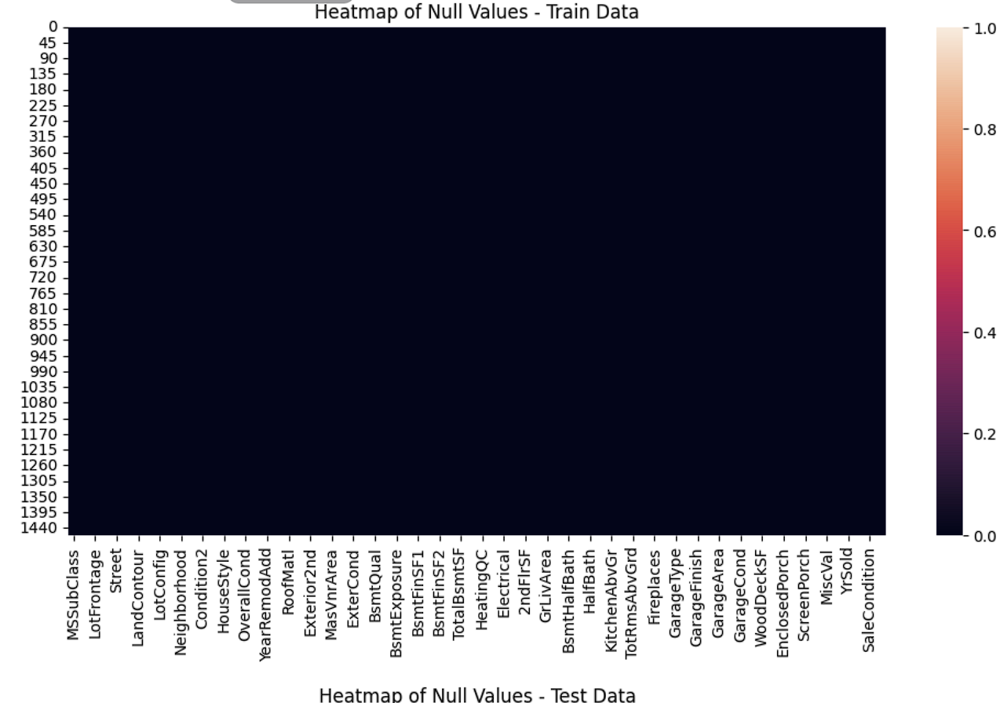 Heatmap of Null Values - Train Data
0
45
90
135
180
225
270
315
360
405
450
495
540
585
630
675
720
765
810
855
900
945
990
1035
1080
1125
1170
1215
1260
1305
1350
1395
1440
1.0
0.8
0.6
0.4
0.2
0.0
MSSubClass
LotFrontage
Street
LandContour
LotConfig
Neighborhood
Condition2
HouseStyle
OverallCond
YearRemodAdd
RoofMatl
Exterior2nd
MasVnrArea
ExterCond
BsmtQual
BsmtExposure
BsmtFinSF1
BsmtFinSF2
TotalBsmtSF
HeatingQC
Electrical
2ndFlrSF
GrLivArea
BsmtHalfBath
HalfBath
KitchenAbvGr
TotRmsAbvGrd
Fireplaces
GarageType
GarageFinish
GarageArea
GarageCond
WoodDeckSF
EnclosedPorch
ScreenPorch
MiscVal
YrSold
SaleCondition
Heatmap of Null Values - Test Data